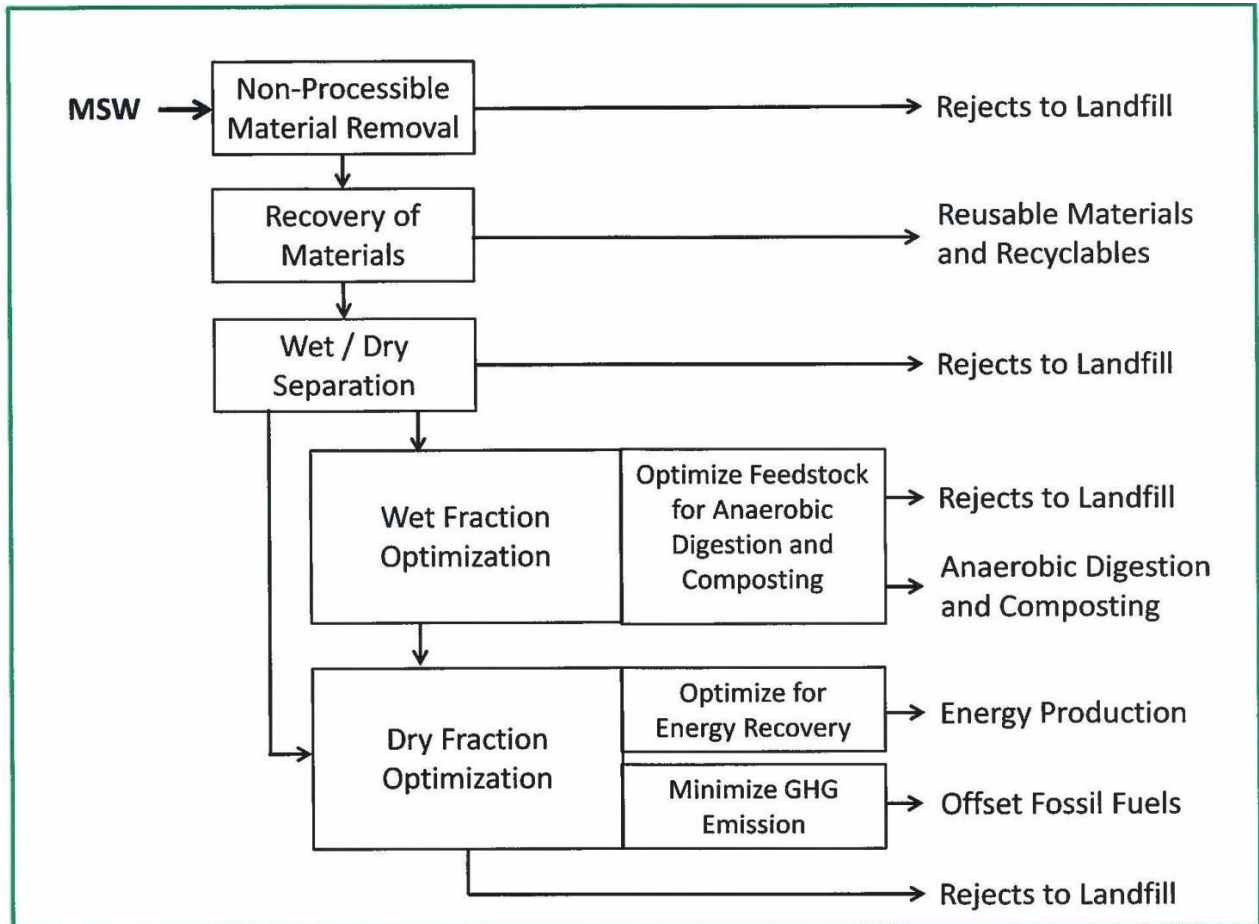 MSW
Non-Processible
Material Removal
Rejects to Landfill
Recovery of
Materials
Reusable Materials
and Recyclables
Wet / Dry
Separation
Rejects to Landfill
Wet Fraction
Optimization
Optimize Feedstock
for Anaerobic
Digestion and
Composting
Rejects to Landfill
Anaerobic Digestion
and Composting
Dry Fraction
Optimization
Optimize for
Energy Recovery
Energy Production
Minimize GHG
Emission
Offset Fossil Fuels
Rejects to Landfill